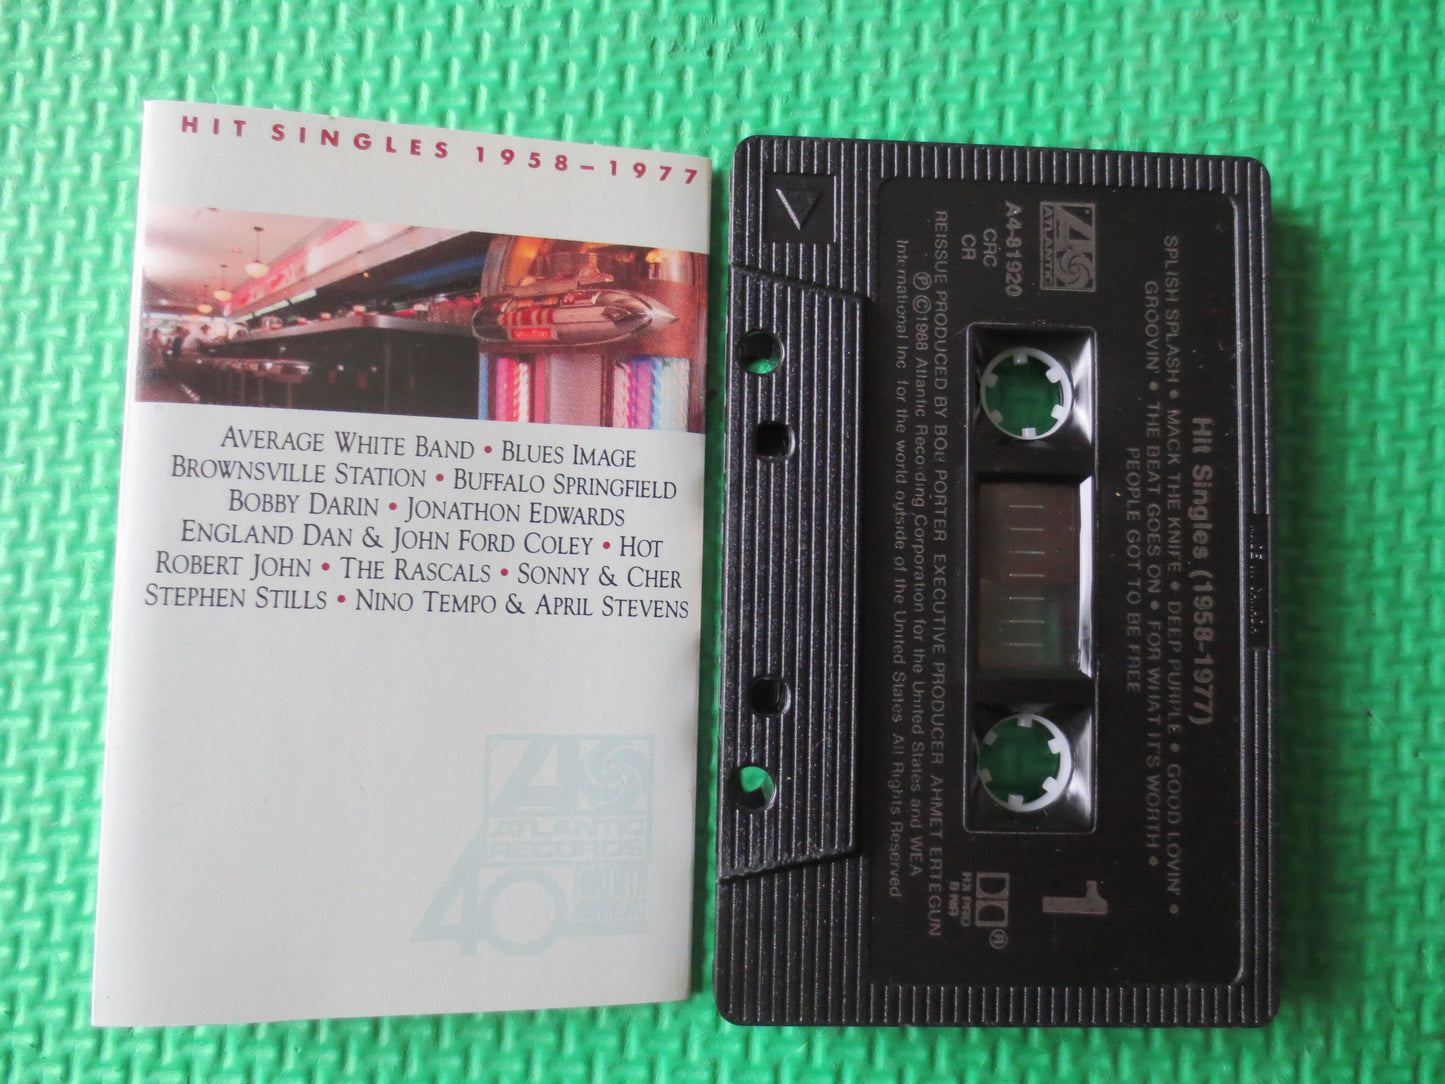 HIT SINGLES 1958–1977
AVERAGE WHITE BAND • BLUES IMAGE
BROWNSVILLE STATION • BUFFALO SPRINGFIELD
BOBBY DARIN • JONATHON EDWARDS
ENGLAND DAN & JOHN FORD COLEY • HOT
ROBERT JOHN • THE RASCALS • SONNY & CHER
STEPHEN STILLS • NINO TEMPO & APRIL STEVENS
ATLANTIC
RECORDS
40
Hit Singles (1958-1977)
SPLISH SPLASH • MACK THE KNIFE • DEEP PURPLE • GOOD LOVIN' •
GROOVIN' • THE BEAT GOES ON • FOR WHAT IT'S WORTH •
PEOPLE GOT TO BE FREE
ATLANTIC
A4-81920
CRC
CR
1
HX PRO
B NR
®
REISSUE PRODUCED BY BOB PORTER EXECUTIVE PRODUCER AHMET ERTEGUN
℗©1988 Atlantic Recording Corporation for the United States and WEA
International Inc for the world outside of the United States All Rights Reserved